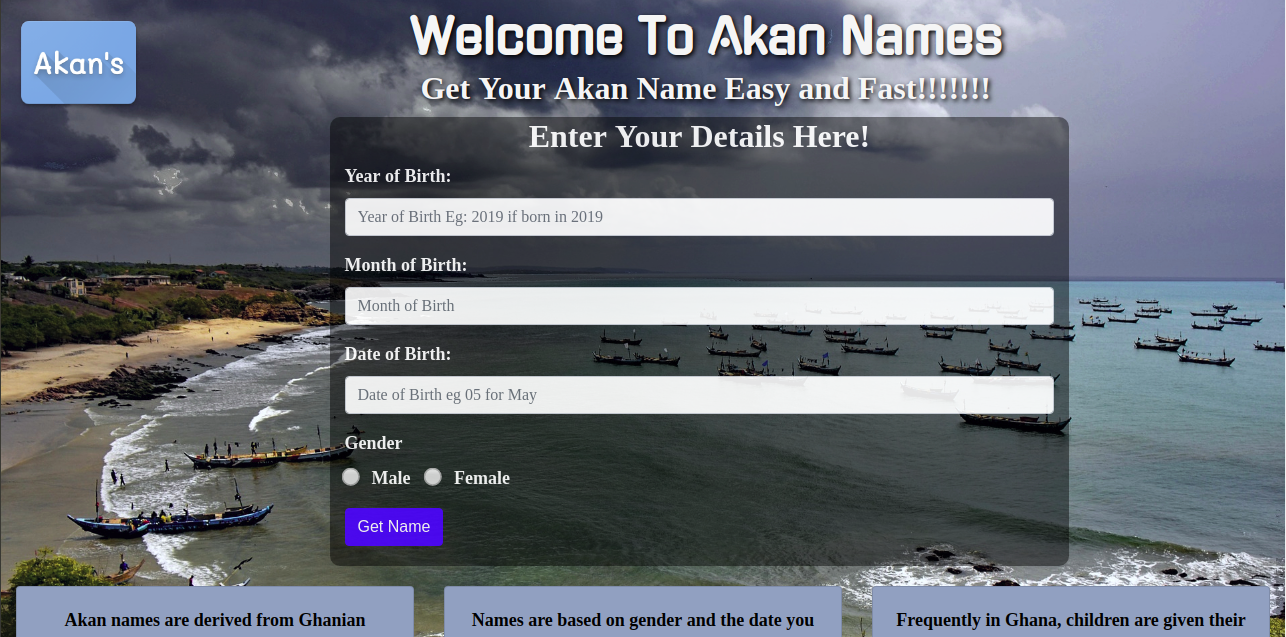 Akan's
Welcome To Akan Names
Get Your Akan Name Easy and Fast!!!!!!!
Enter Your Details Here!
Year of Birth:
Year of Birth Eg: 2019 if born in 2019
Month of Birth:
Month of Birth
Date of Birth:
Date of Birth eg 05 for May
Gender
Male Female
Get Name
Akan names are derived from Ghanian
Names are based on gender and the date you
Frequently in Ghana, children are given their